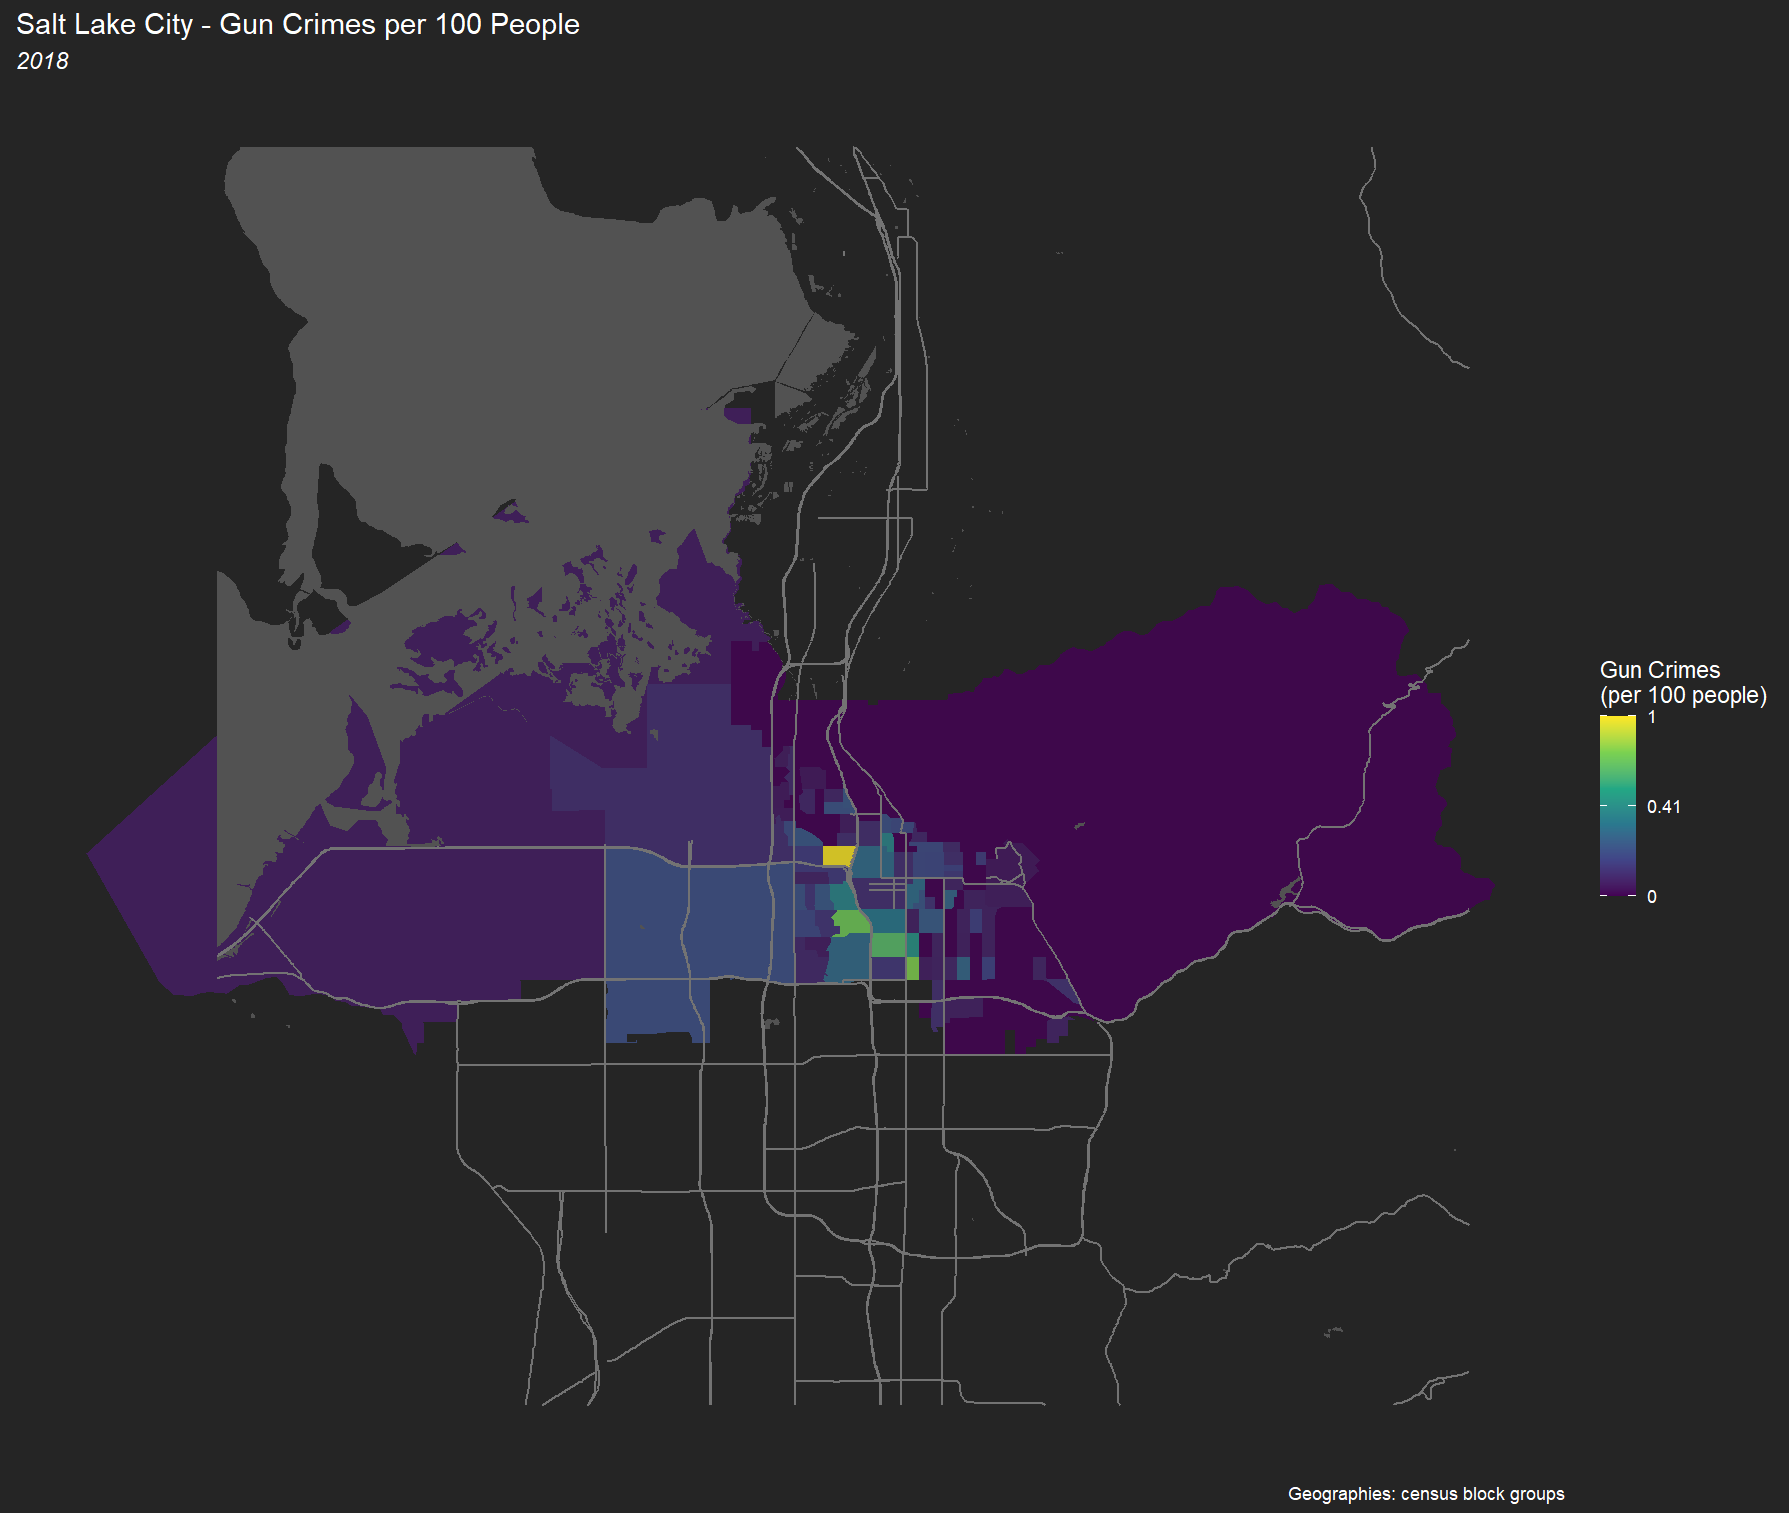 Salt Lake City - Gun Crimes per 100 People
2018
Gun Crimes
(per 100 people)
1
0.41
0
Geographies: census block groups